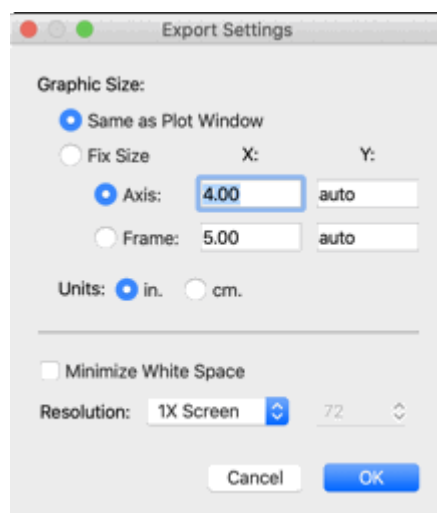 Export Settings
Graphic Size:
Same as Plot Window
Fix Size X: Y:
Axis: 4.00 auto
Frame: 5.00 auto
Units: in. cm.
Minimize White Space
Resolution: 1X Screen 72
Cancel OK